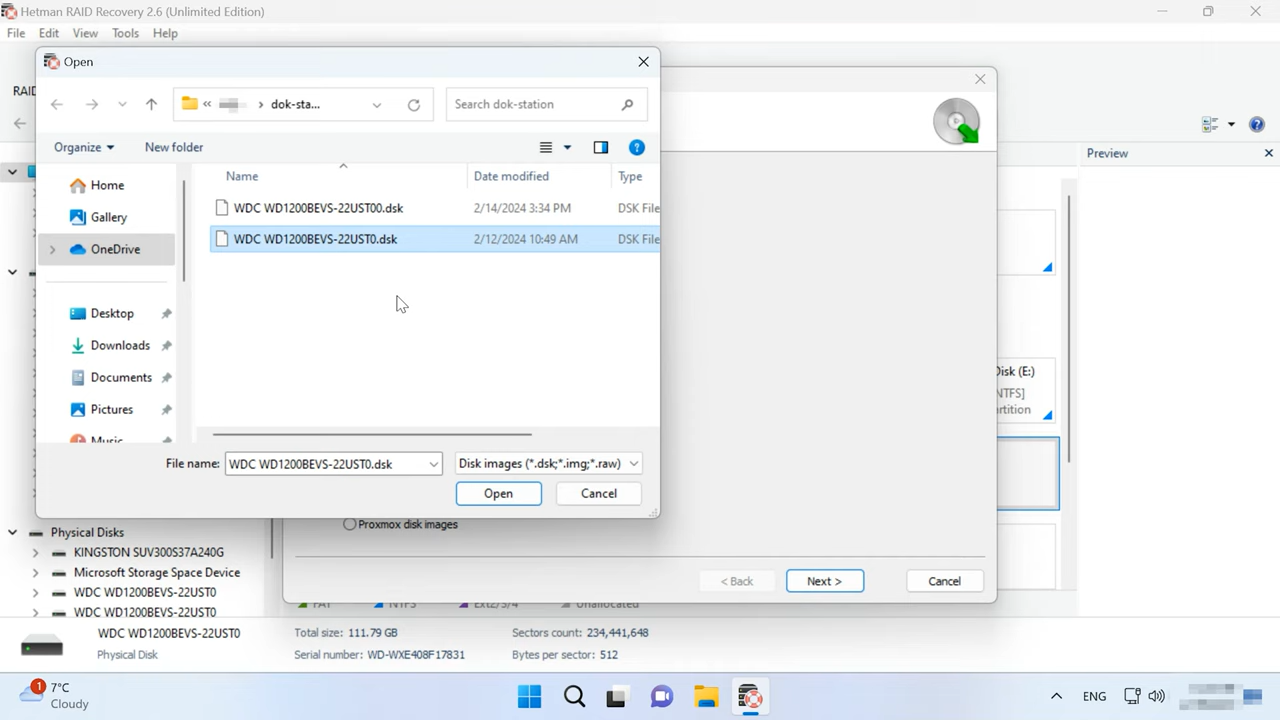 Hetman RAID Recovery 2.6 (Unlimited Edition)
File Edit View Tools Help
Open
RAID
dok-sta...
Search dok-station
Organize New folder
Preview
Name Date modified Type
Home
WDC WD1200BEVS-22UST00.dsk 2/14/2024 3:34 PM DSK File
Gallery
WDC WD1200BEVS-22UST0.dsk 2/12/2024 10:49 AM DSK File
OneDrive
Desktop
Downloads
Documents
Pictures
Music
Disk (E:)
[NTFS]
File name: WDC WD1200BEVS-22UST0.dsk Disk images (*.dsk;*.img;*.raw)
Open Cancel
Proxmox disk images
Physical Disks
KINGSTON SUV300S37A240G
Microsoft Storage Space Device
WDC WD1200BEVS-22UST0
WDC WD1200BEVS-22UST0
< Back Next > Cancel
FAT NTFS Ext2/3/4 Unallocated
WDC WD1200BEVS-22UST0
Physical Disk
Total size: 111.79 GB Sectors count: 234,441,648
Serial number: WD-WXE408F17831 Bytes per sector: 512
1
7°C
Cloudy
ENG